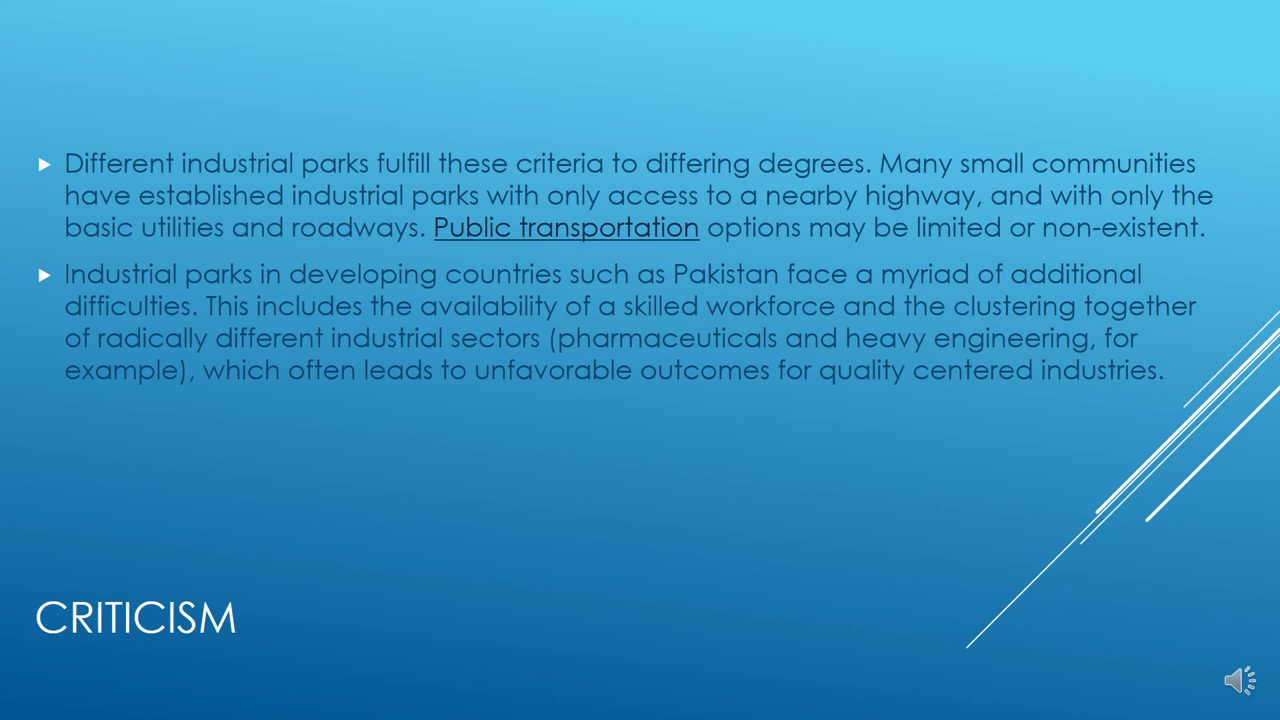 Different industrial parks fulfill these criteria to differing degrees. Many small communities
have established industrial parks with only access to a nearby highway, and with only the
basic utilities and roadways. Public transportation options may be limited or non-existent.
Industrial parks in developing countries such as Pakistan face a myriad of additional
difficulties. This includes the availability of a skilled workforce and the clustering together
of radically different industrial sectors (pharmaceuticals and heavy engineering, for
example), which often leads to unfavorable outcomes for quality centered industries.
CRITICISM